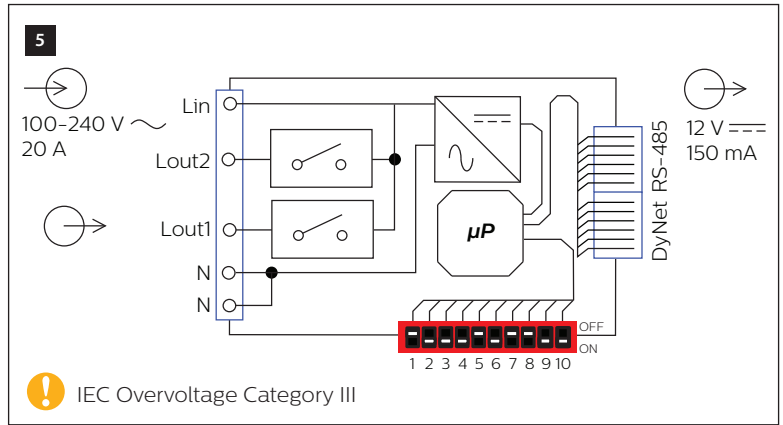 5
100-240 V
20 A
Lin
Lout2
Lout1
N
N
µP
DyNet RS-485
12 V
150 mA
OFF
ON
1 2 3 4 5 6 7 8 9 10
! IEC Overvoltage Category III